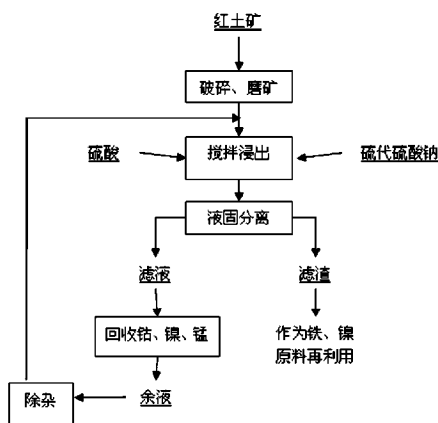 红土矿
破碎、磨矿
硫酸
搅拌浸出
硫代硫酸钠
液固分离
滤液
滤渣
回收钴、镍、锰
作为铁、镍
原料再利用
除杂
余液